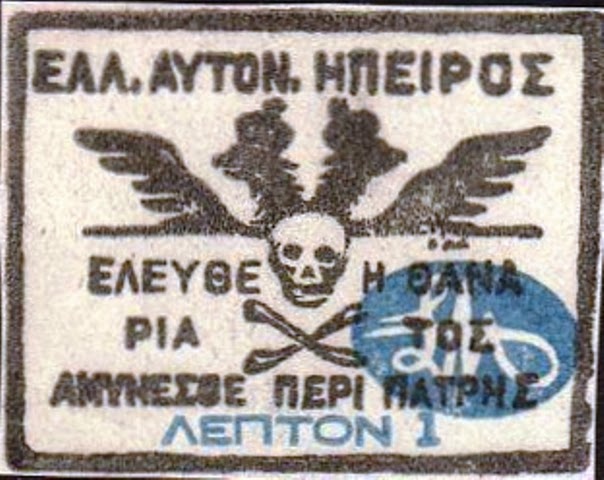 ΕΛΛ. ΑΥΤΟΝ. ΗΠΕΙΡΟΣ
ΕΛΕΥΘΕ Η ΘΑΝΑ
ΡΙΑ ΤΟΣ
ΑΜΥΝΕΣΘΕ ΠΕΡΙ ΠΑΤΡΗΣ
ΛΕΠΤΟΝ 1